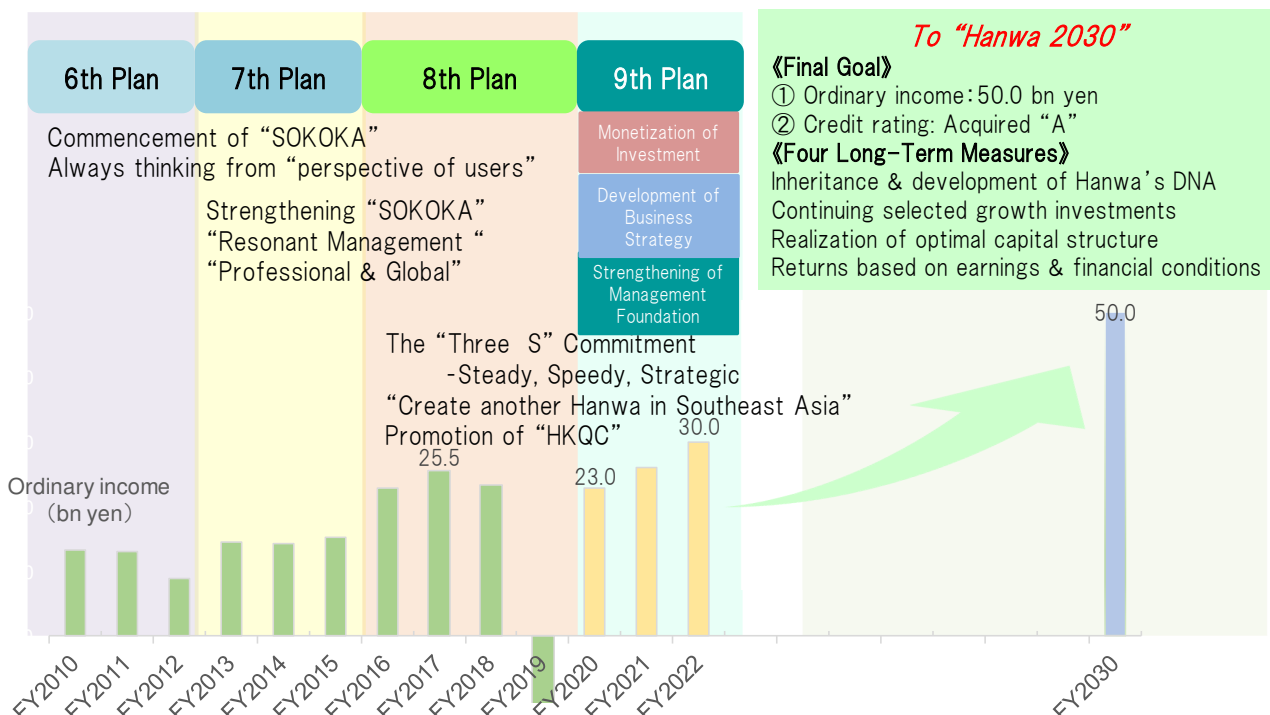 6th Plan
7th Plan
8th Plan
9th Plan
Commencement of “SOKOKA”
Always thinking from “perspective of users”
Strengthening “SOKOKA”
“Resonant Management “
“Professional & Global”
The “Three S” Commitment
-Steady, Speedy, Strategic
“Create another Hanwa in Southeast Asia”
Promotion of “HKQC”
Monetization of
Investment
Development of
Business
Strategy
Strengthening of
Management
Foundation
To “Hanwa 2030”
《Final Goal》
① Ordinary income：50.0 bn yen
② Credit rating: Acquired “A”
《Four Long-Term Measures》
Inheritance & development of Hanwa’s DNA
Continuing selected growth investments
Realization of optimal capital structure
Returns based on earnings & financial conditions
Ordinary income
（bn yen）
25.5
23.0
30.0
50.0
FY2010
FY2011
FY2012
FY2013
FY2014
FY2015
FY2016
FY2017
FY2018
FY2019
FY2020
FY2021
FY2022
FY2030